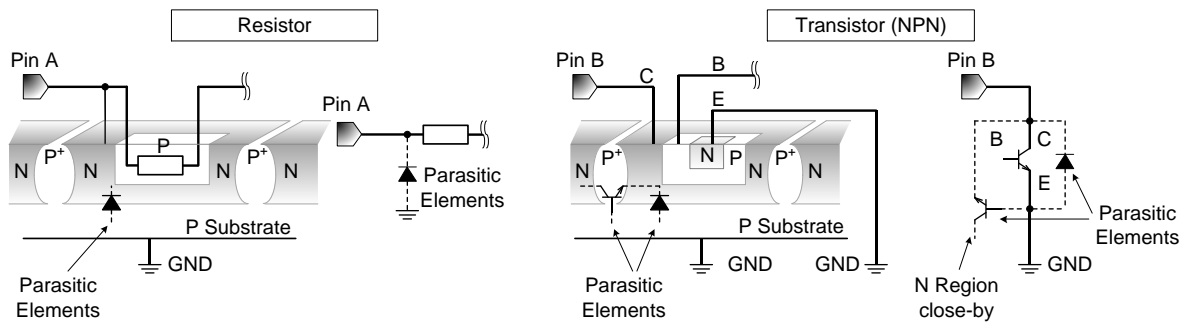 Resistor
Transistor (NPN)
Pin A
Pin B
C
B
E
Pin B
Pin A
N
P+
N
P
N
P+
N
Parasitic
Elements
N
P+
N
N
P
N
P+
N
B
C
E
P Substrate
GND
Parasitic
Elements
P Substrate
GND
GND
Parasitic
Elements
Parasitic
Elements
GND
N Region
close-by